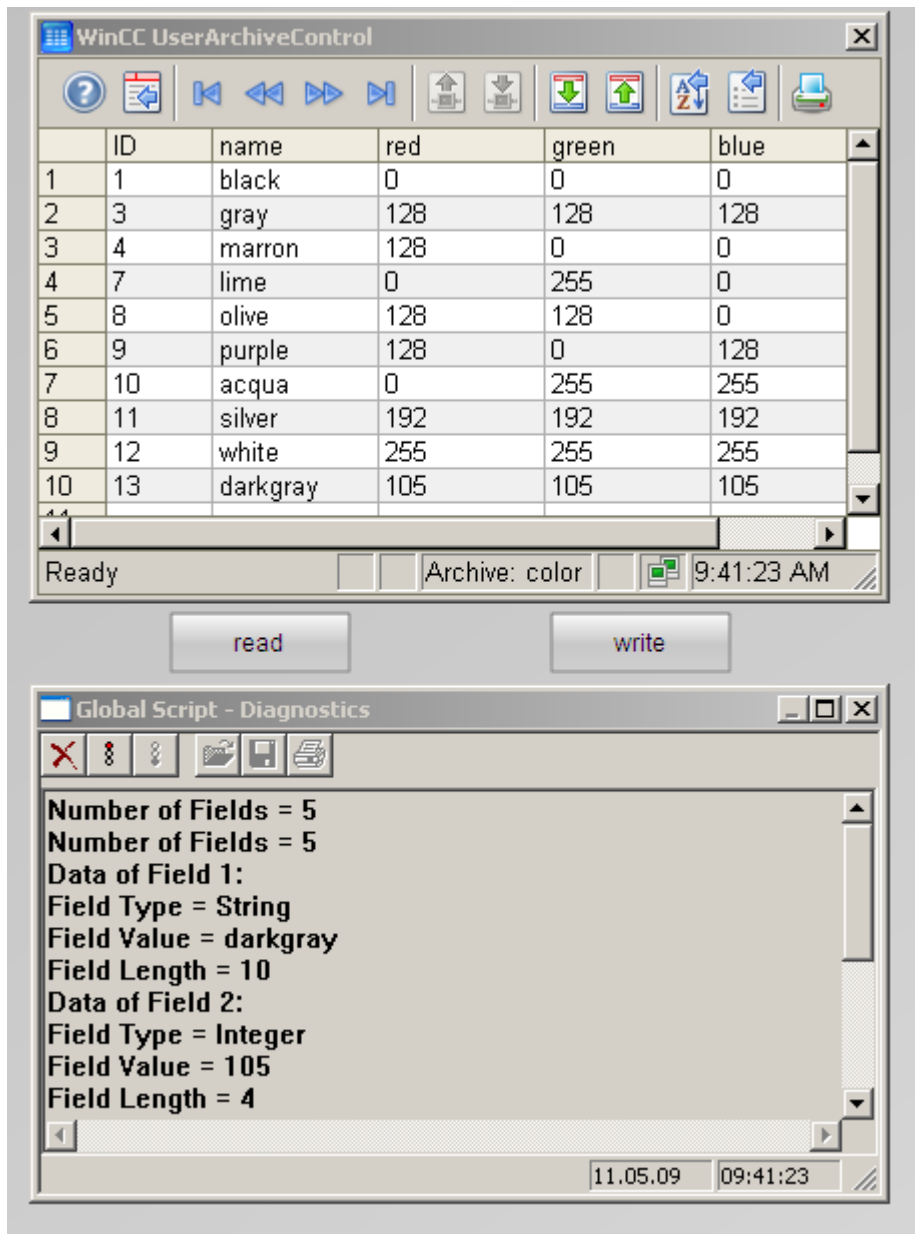 WinCC UserArchiveControl
ID name red green blue
1 1 black 0 0 0
2 3 gray 128 128 128
3 4 marron 128 0 0
4 7 lime 0 255 0
5 8 olive 128 128 0
6 9 purple 128 0 128
7 10 acqua 0 255 255
8 11 silver 192 192 192
9 12 white 255 255 255
10 13 darkgray 105 105 105
Ready Archive: color 9:41:23 AM
read write
Global Script - Diagnostics
Number of Fields = 5
Number of Fields = 5
Data of Field 1:
Field Type = String
Field Value = darkgray
Field Length = 10
Data of Field 2:
Field Type = Integer
Field Value = 105
Field Length = 4
11.05.09 09:41:23